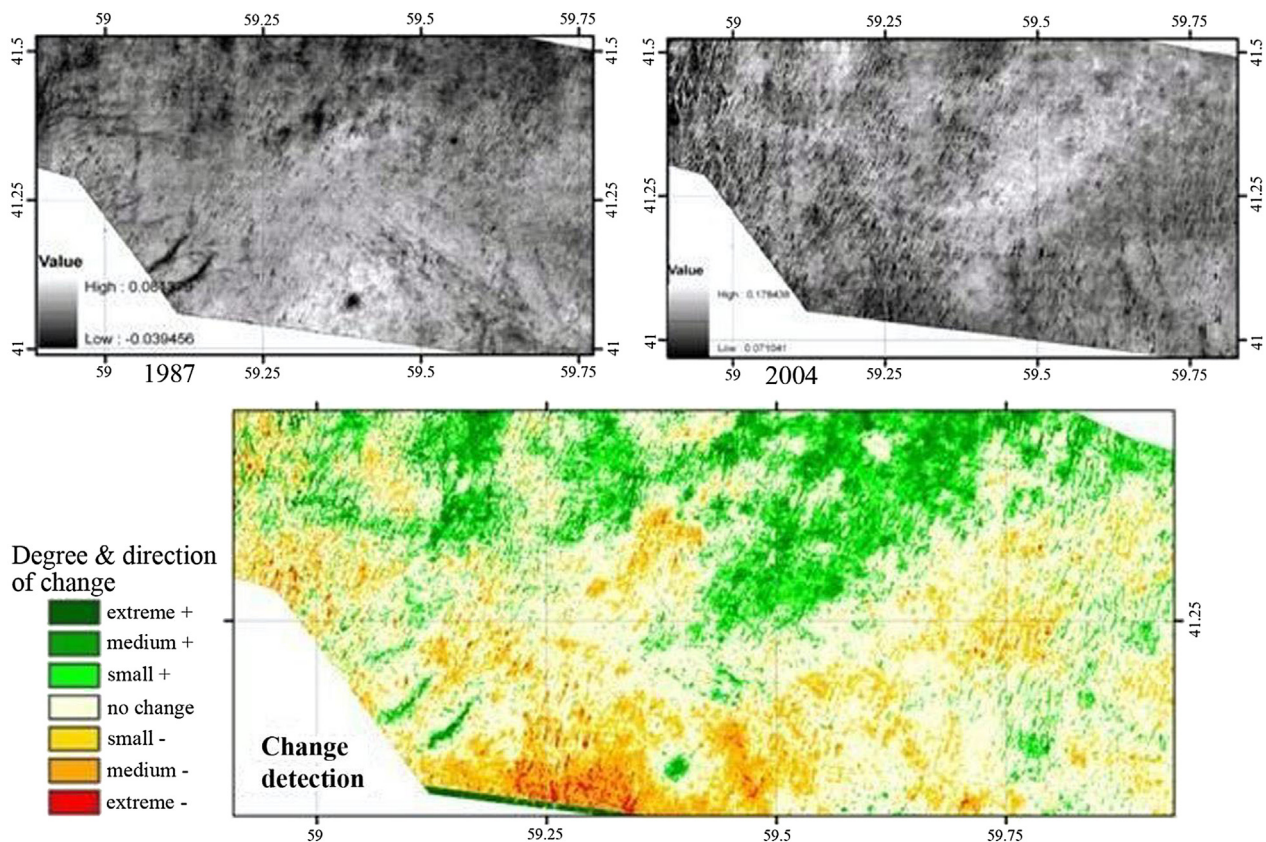 59 59.25 59.5 59.75
59 59.25 59.5 59.75
41.5
41.25
41
Value
Low : -0.039456
59 59.25 59.5 59.75
1987
41.5
41.25
41
Value
High : 0.178438
Low : 0.071041
41.5
41.25
41
59 59.25 59.5 59.75
2004
41.5
41.25
41
Degree & direction
of change
extreme +
medium +
small +
no change
small -
medium -
extreme -
Change
detection
41.25
59 59.25 59.5 59.75